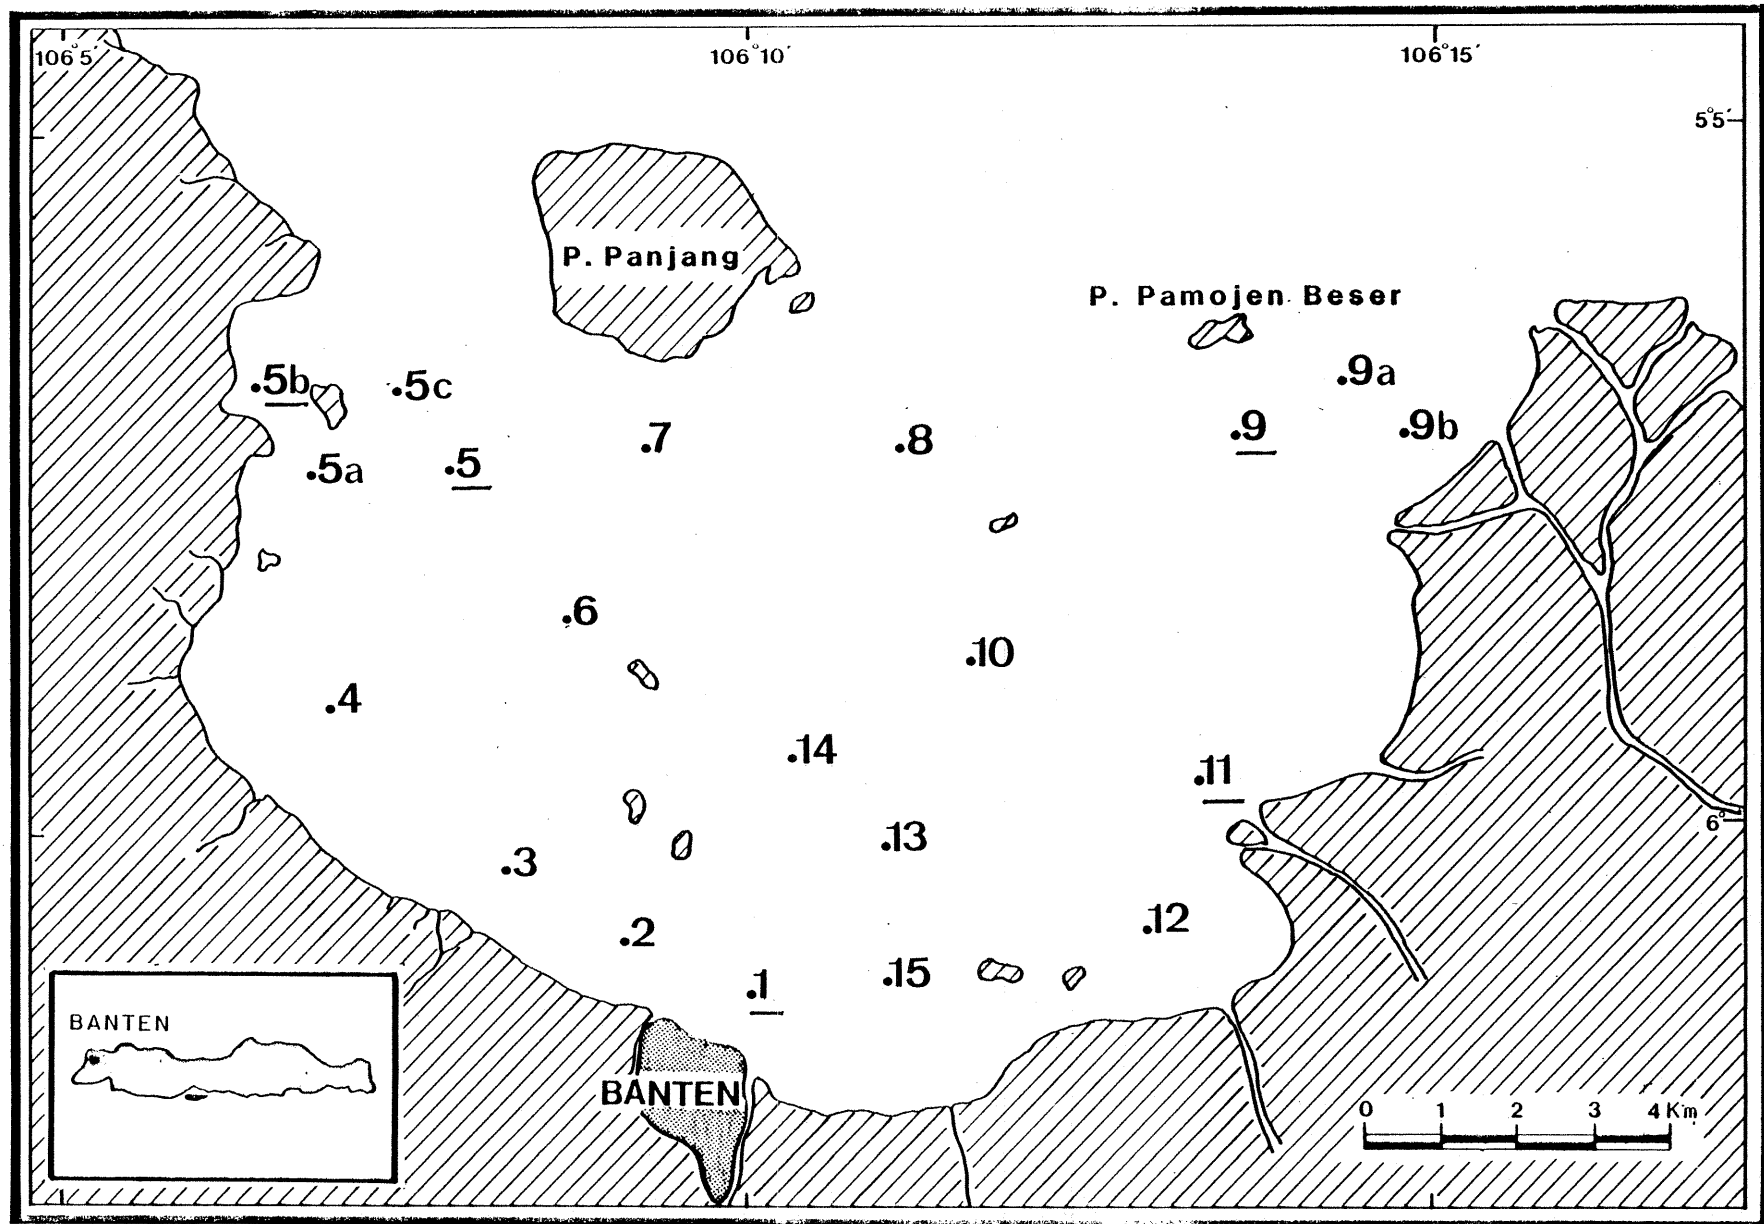 106°5'
106°10'
106°15'
5°5'
P. Panjang
P. Pamojen Beser
.5b
.5c
.9a
.7
.8
.9
.9b
.5a
.5
.6
.10
.4
.14
.11
6°
.13
.3
.2
.12
.1
.15
BANTEN
BANTEN
0 1 2 3 4 Km